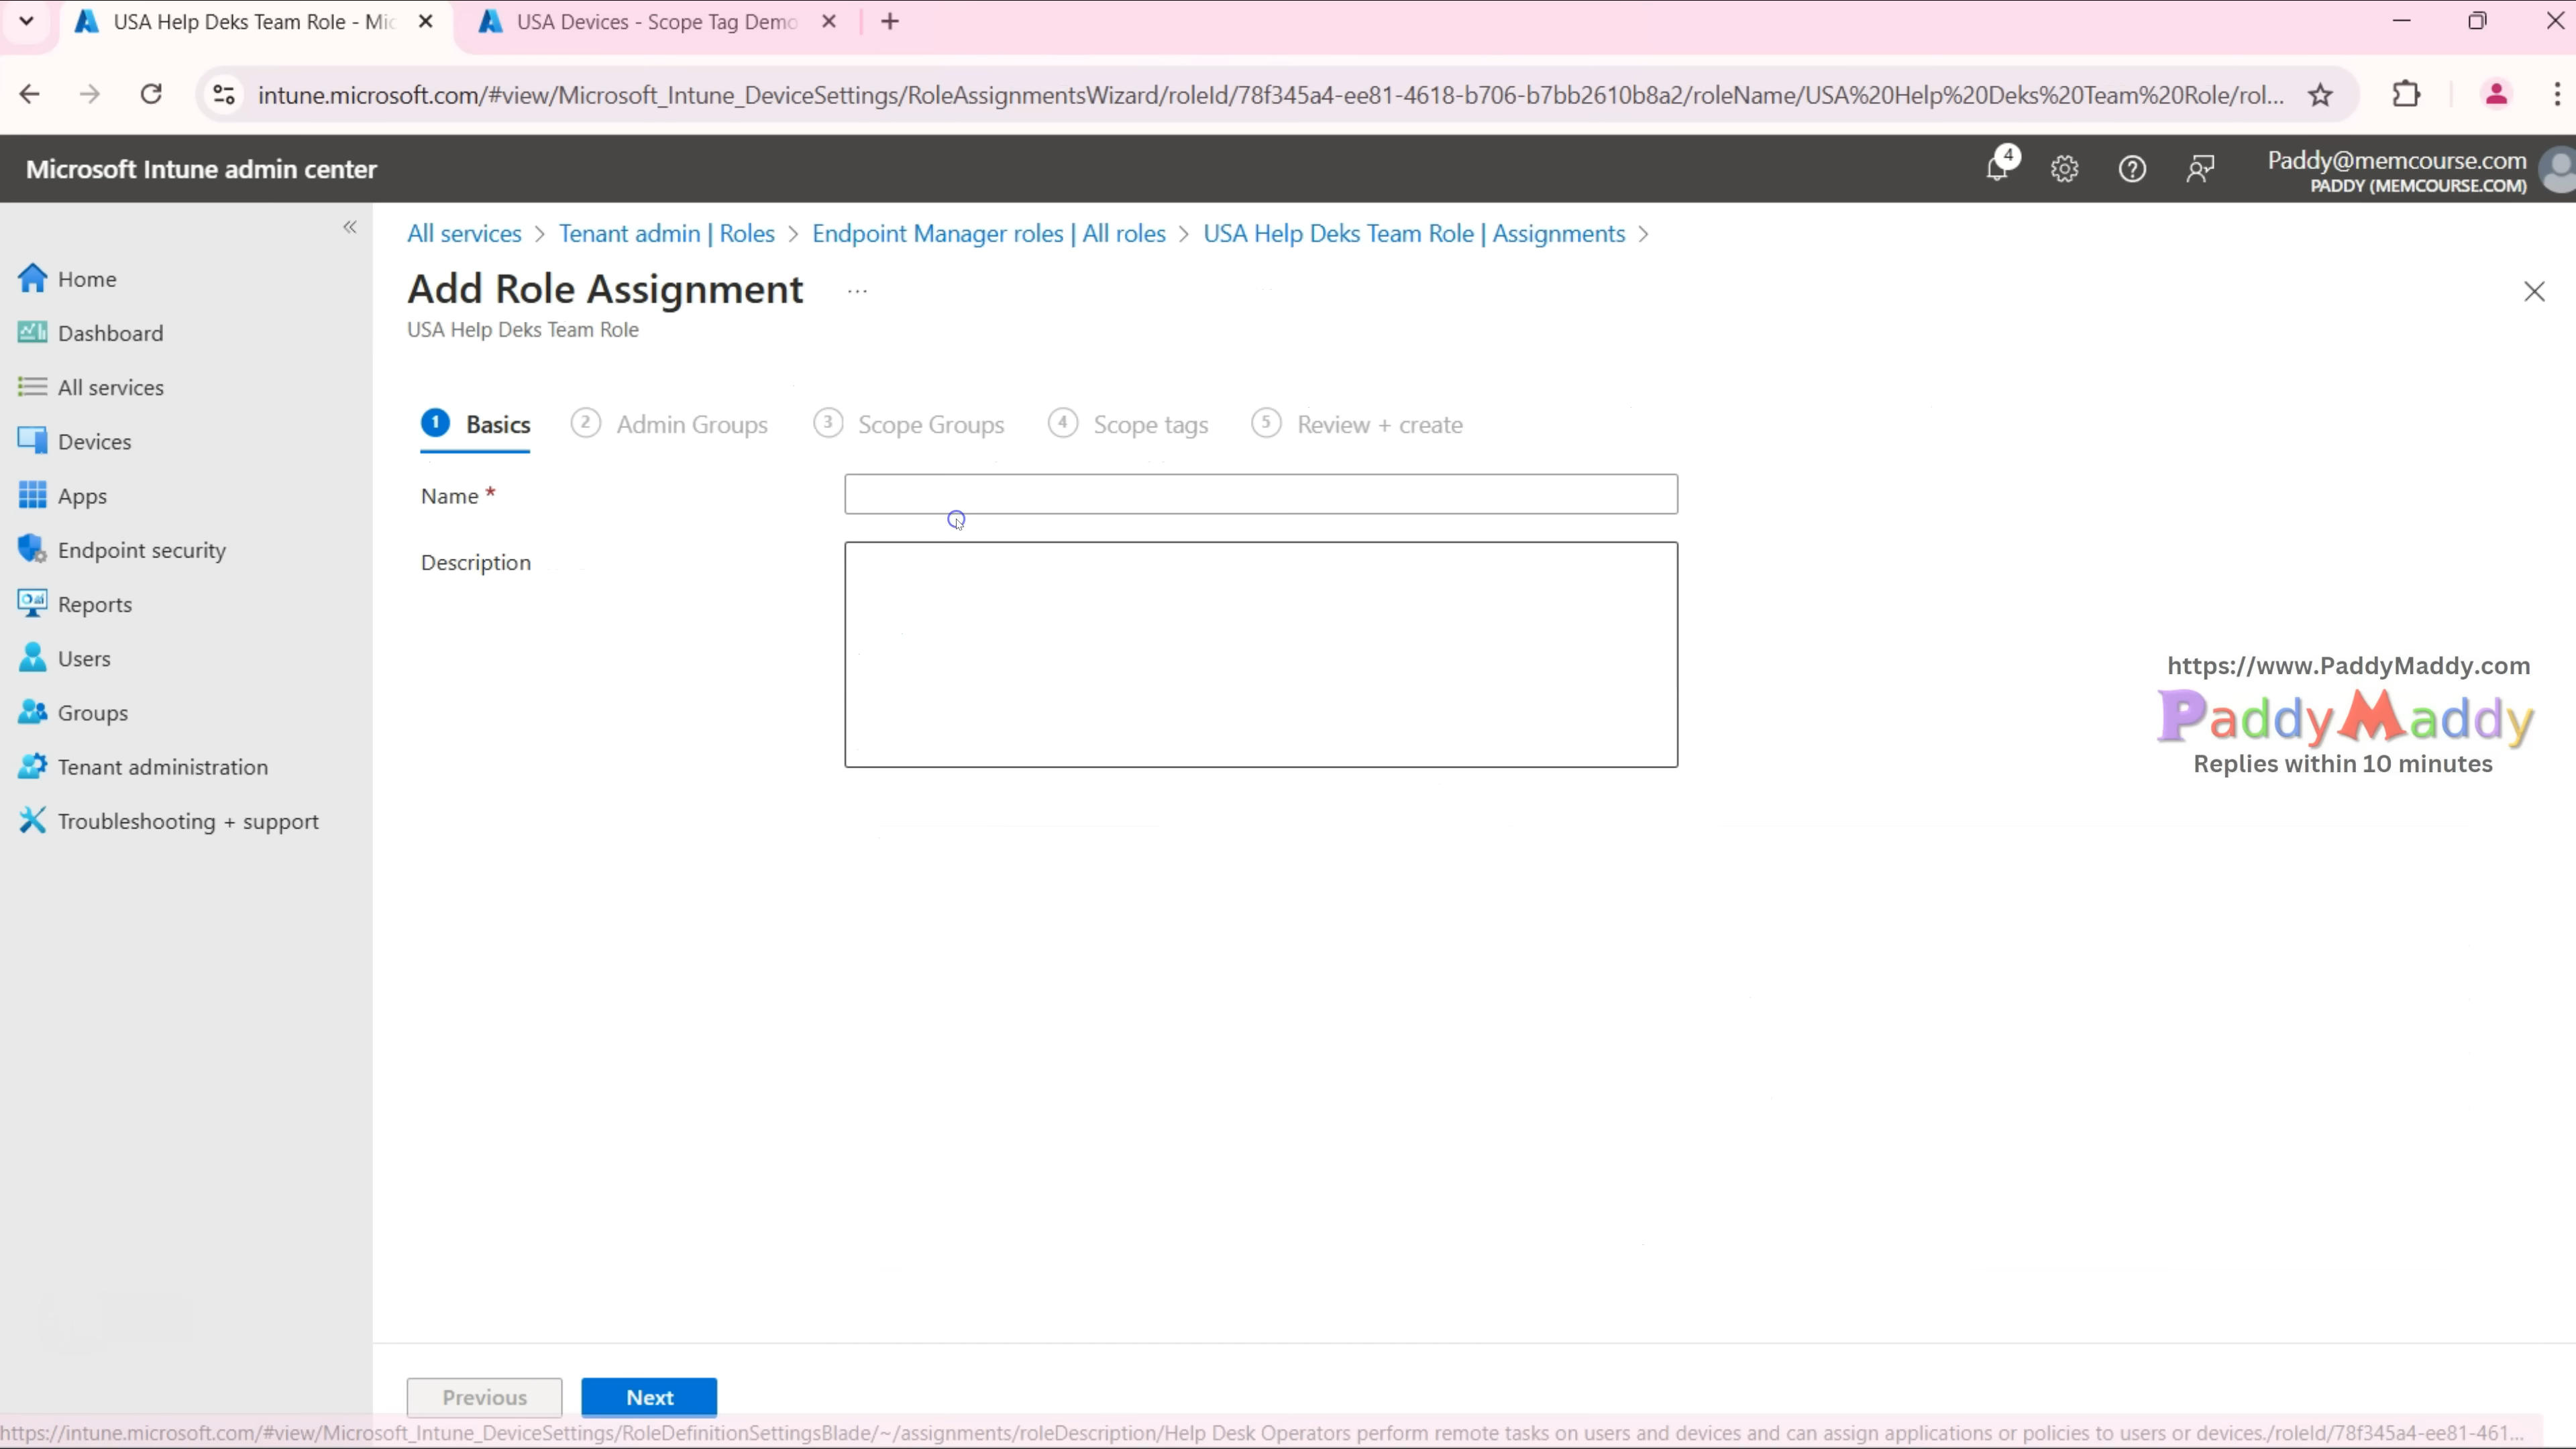 USA Help Deks Team Role - Mic
USA Devices - Scope Tag Demo
intune.microsoft.com/#view/Microsoft_Intune_DeviceSettings/RoleAssignmentsWizard/roleId/78f345a4-ee81-4618-b706-b7bb2610b8a2/roleName/USA%20Help%20Deks%20Team%20Role/rol...
Microsoft Intune admin center
4
Paddy@memcourse.com
PADDY (MEMCOURSE.COM)
All services > Tenant admin | Roles > Endpoint Manager roles | All roles > USA Help Deks Team Role | Assignments >
Add Role Assignment ...
USA Help Deks Team Role
Home
Dashboard
All services
Devices
Apps
Endpoint security
Reports
Users
Groups
Tenant administration
Troubleshooting + support
1 Basics 2 Admin Groups 3 Scope Groups 4 Scope tags 5 Review + create
Name *
Description
https://www.PaddyMaddy.com
PaddyMaddy
Replies within 10 minutes
Previous Next
https://intune.microsoft.com/#view/Microsoft_Intune_DeviceSettings/RoleDefinitionSettingsBlade/~/assignments/roleDescription/Help Desk Operators perform remote tasks on users and devices and can assign applications or policies to users or devices./roleId/78f345a4-ee81-461...